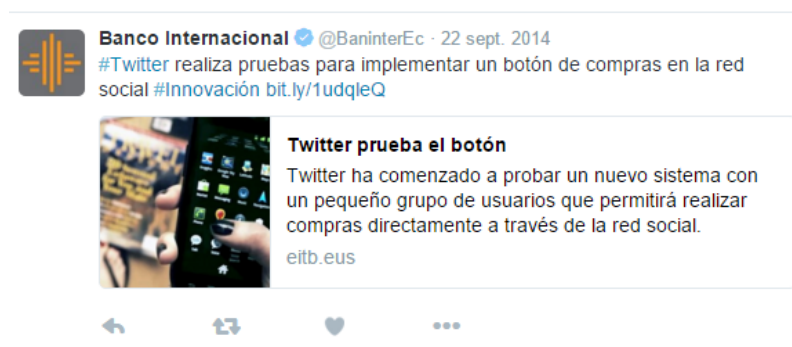 Banco Internacional @BaninterEc · 22 sept. 2014
#Twitter realiza pruebas para implementar un botón de compras en la red
social #Innovación bit.ly/1udqleQ
Twitter prueba el botón
Twitter ha comenzado a probar un nuevo sistema con
un pequeño grupo de usuarios que permitirá realizar
compras directamente a través de la red social.
eitb.eus